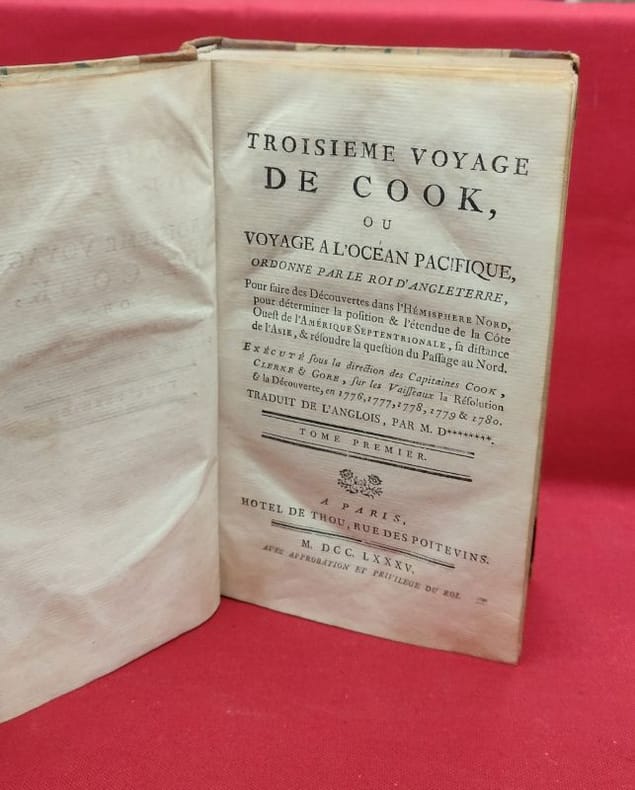 TROISIEME VOYAGE
DE COOK,
OU
VOYAGE A L'OCÉAN PACIFIQUE,
ORDONNÉ PAR LE ROI D'ANGLETERRE,
Pour faire des Découvertes dans l'HÉMISPHERE NORD,
pour déterminer la position & l'étendue de la Côte
Ouest de l'AMÉRIQUE SEPTENTRIONALE, sa distance
de l'ASIE, & résoudre la question du Passage au Nord.
EXÉCUTÉ sous la direction des Capitaines COOK,
CLERKE & GORE, sur les Vaisseaux la Résolution
& la Découverte, en 1776, 1777, 1778, 1779 & 1780.
TRADUIT DE L'ANGLOIS, PAR M. D********.
TOME PREMIER.
A PARIS,
HOTEL DE THOU, RUE DES POITEVINS.
M. DCC. LXXXV.
AVEC APPROBATION ET PRIVILEGE DU ROI.